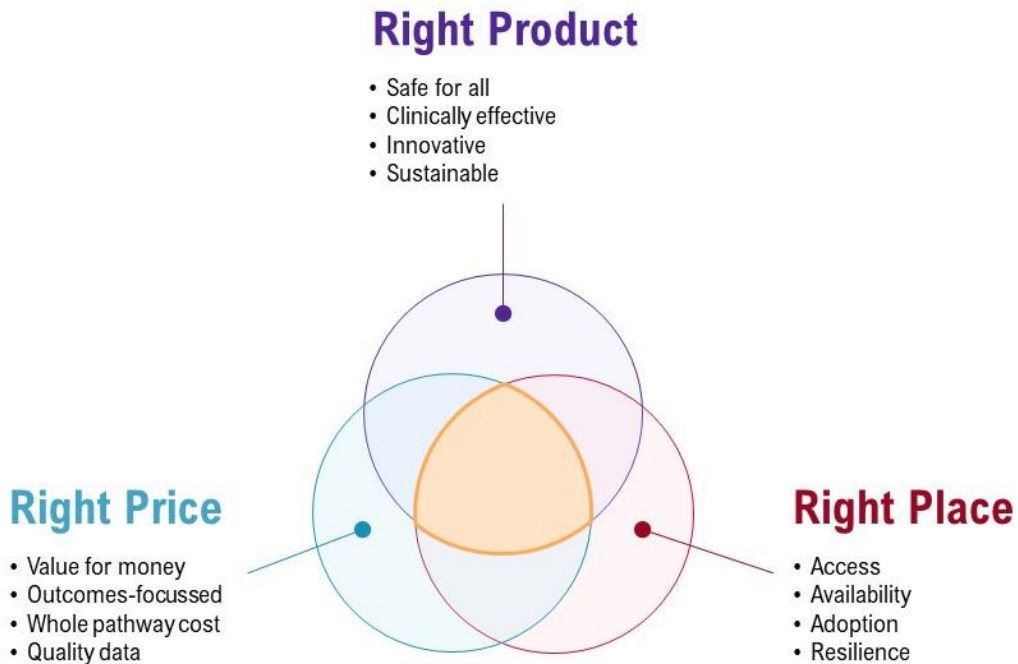 Right Product
• Safe for all
• Clinically effective
• Innovative
• Sustainable
Right Price
• Value for money
• Outcomes-focussed
• Whole pathway cost
• Quality data
Right Place
• Access
• Availability
• Adoption
• Resilience